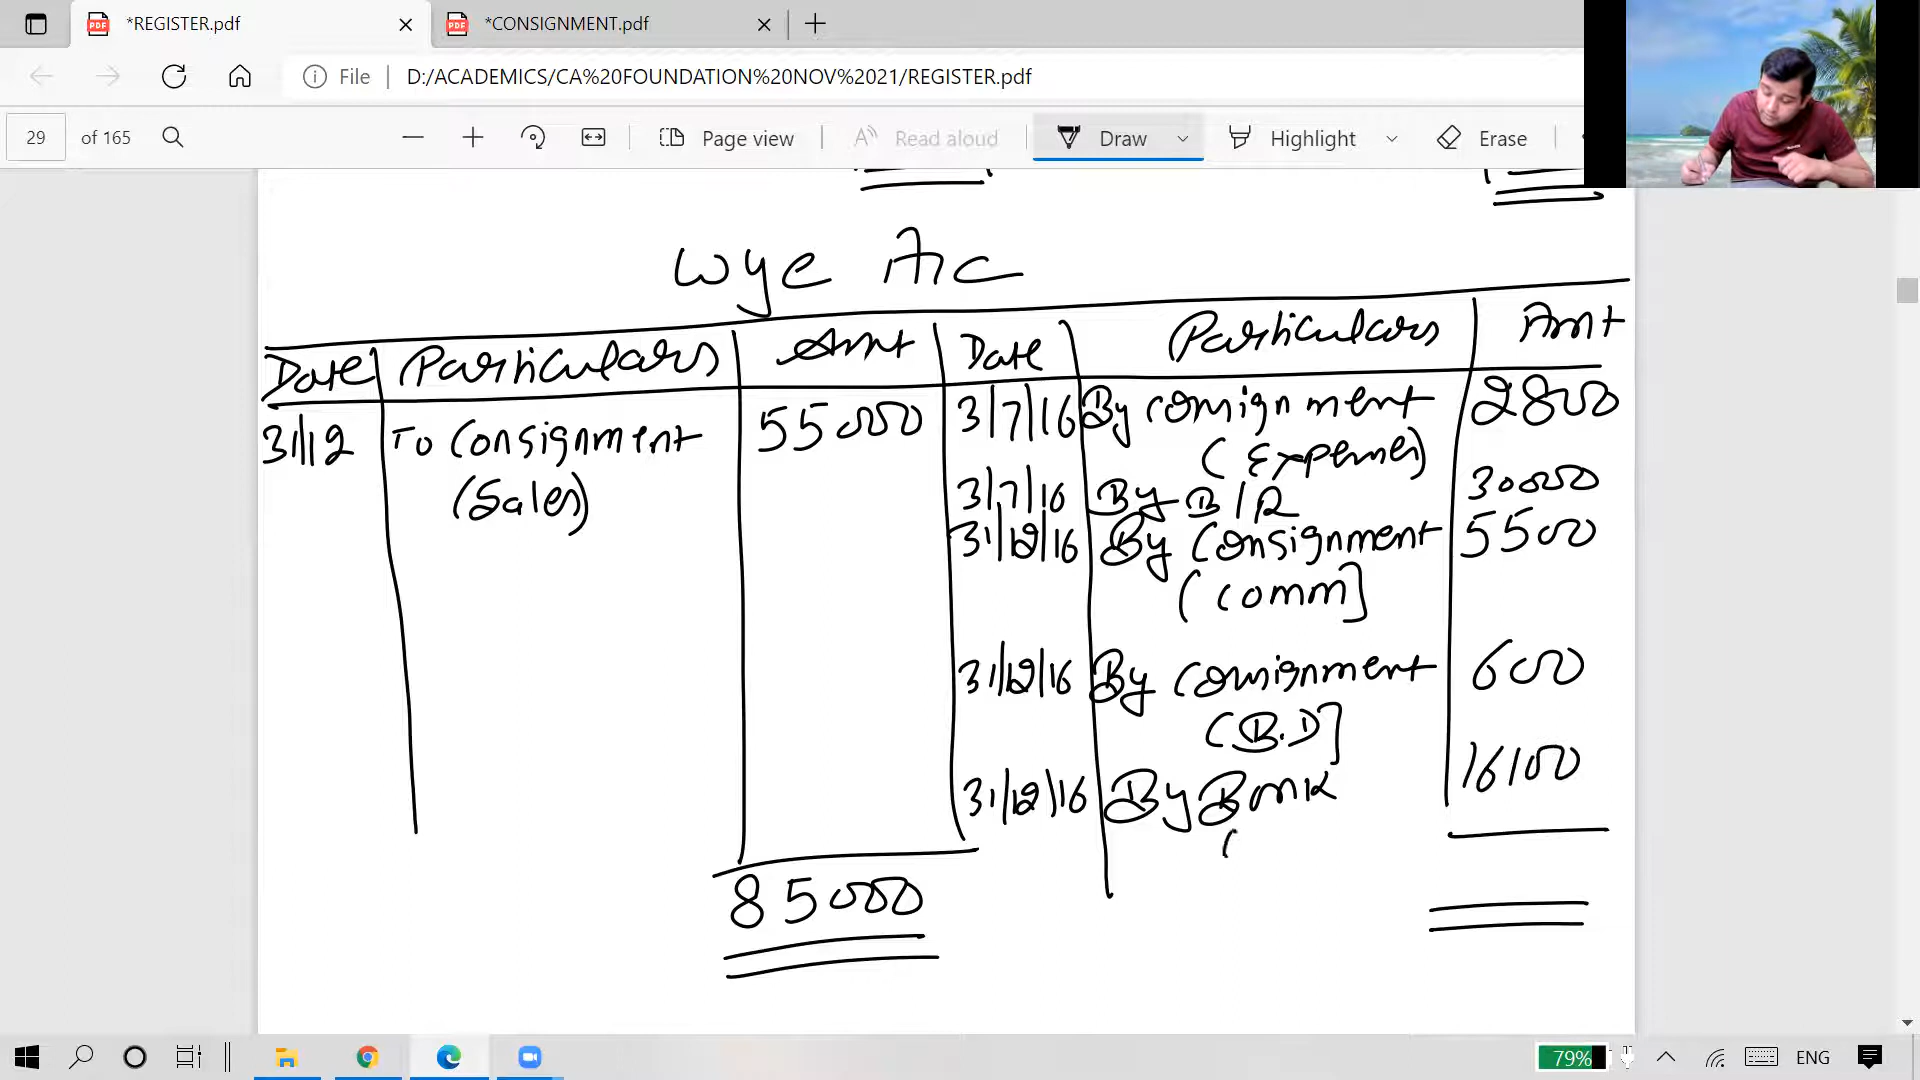 *REGISTER.pdf
*CONSIGNMENT.pdf
File
D:/ACADEMICS/CA%20FOUNDATION%20NOV%2021/REGISTER.pdf
29 of 165
Page view
Read aloud
Draw
Highlight
Erase
Wye A/c
Date Particulars Amt Date Particulars Amt
31/12 To Consignment 55000 3/7/16 By Consignment 2800
(Sales) (Expenses)
3/7/16 By B/R 30000
31/12/16 By Consignment 5500
(Comm]
31/12/16 By Consignment 600
(B.D]
31/12/16 By Bank 16100
(
85000
79%
ENG